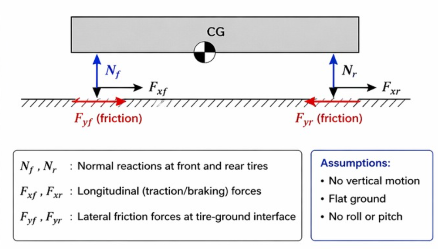 CG
N_f
F_xf
N_r
F_xr
F_yf (friction)
F_yr (friction)
N_f , N_r : Normal reactions at front and rear tires
F_xf , F_xr : Longitudinal (traction/braking) forces
F_yf , F_yr : Lateral friction forces at tire-ground interface
Assumptions:
• No vertical motion
• Flat ground
• No roll or pitch